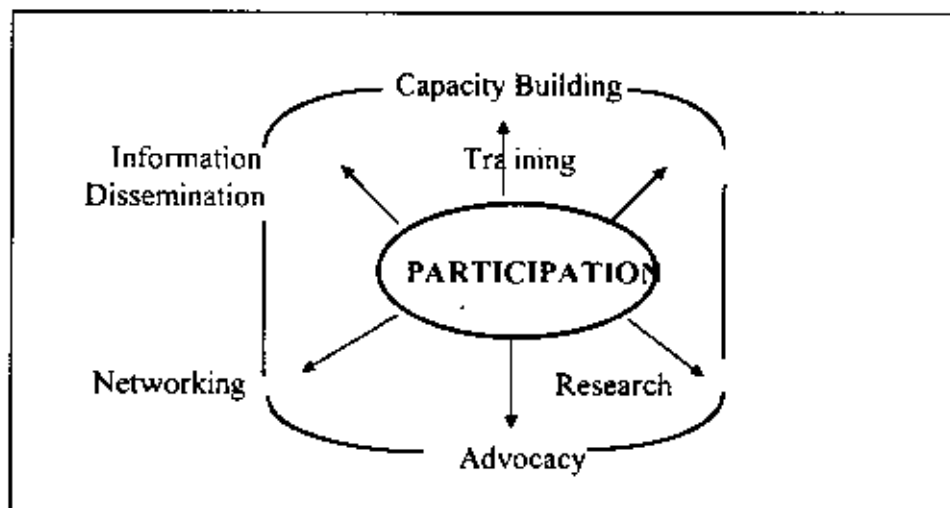 Capacity Building
Information
Dissemination
Training
PARTICIPATION
Networking
Research
Advocacy